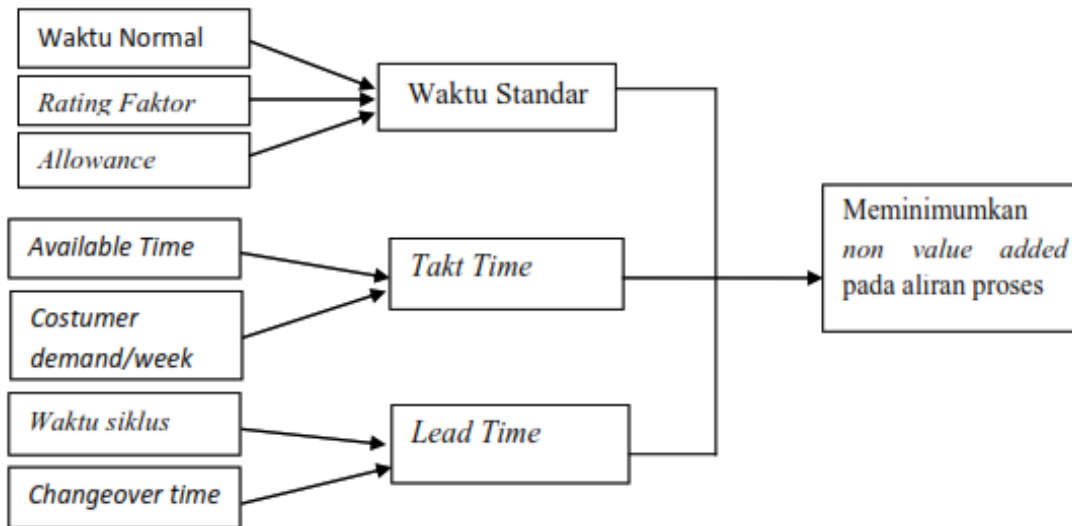 Waktu Normal
Rating Faktor
Allowance
Waktu Standar
Available Time
Costumer
demand/week
Takt Time
Waktu siklus
Changeover time
Lead Time
Meminimumkan
non value added
pada aliran proses